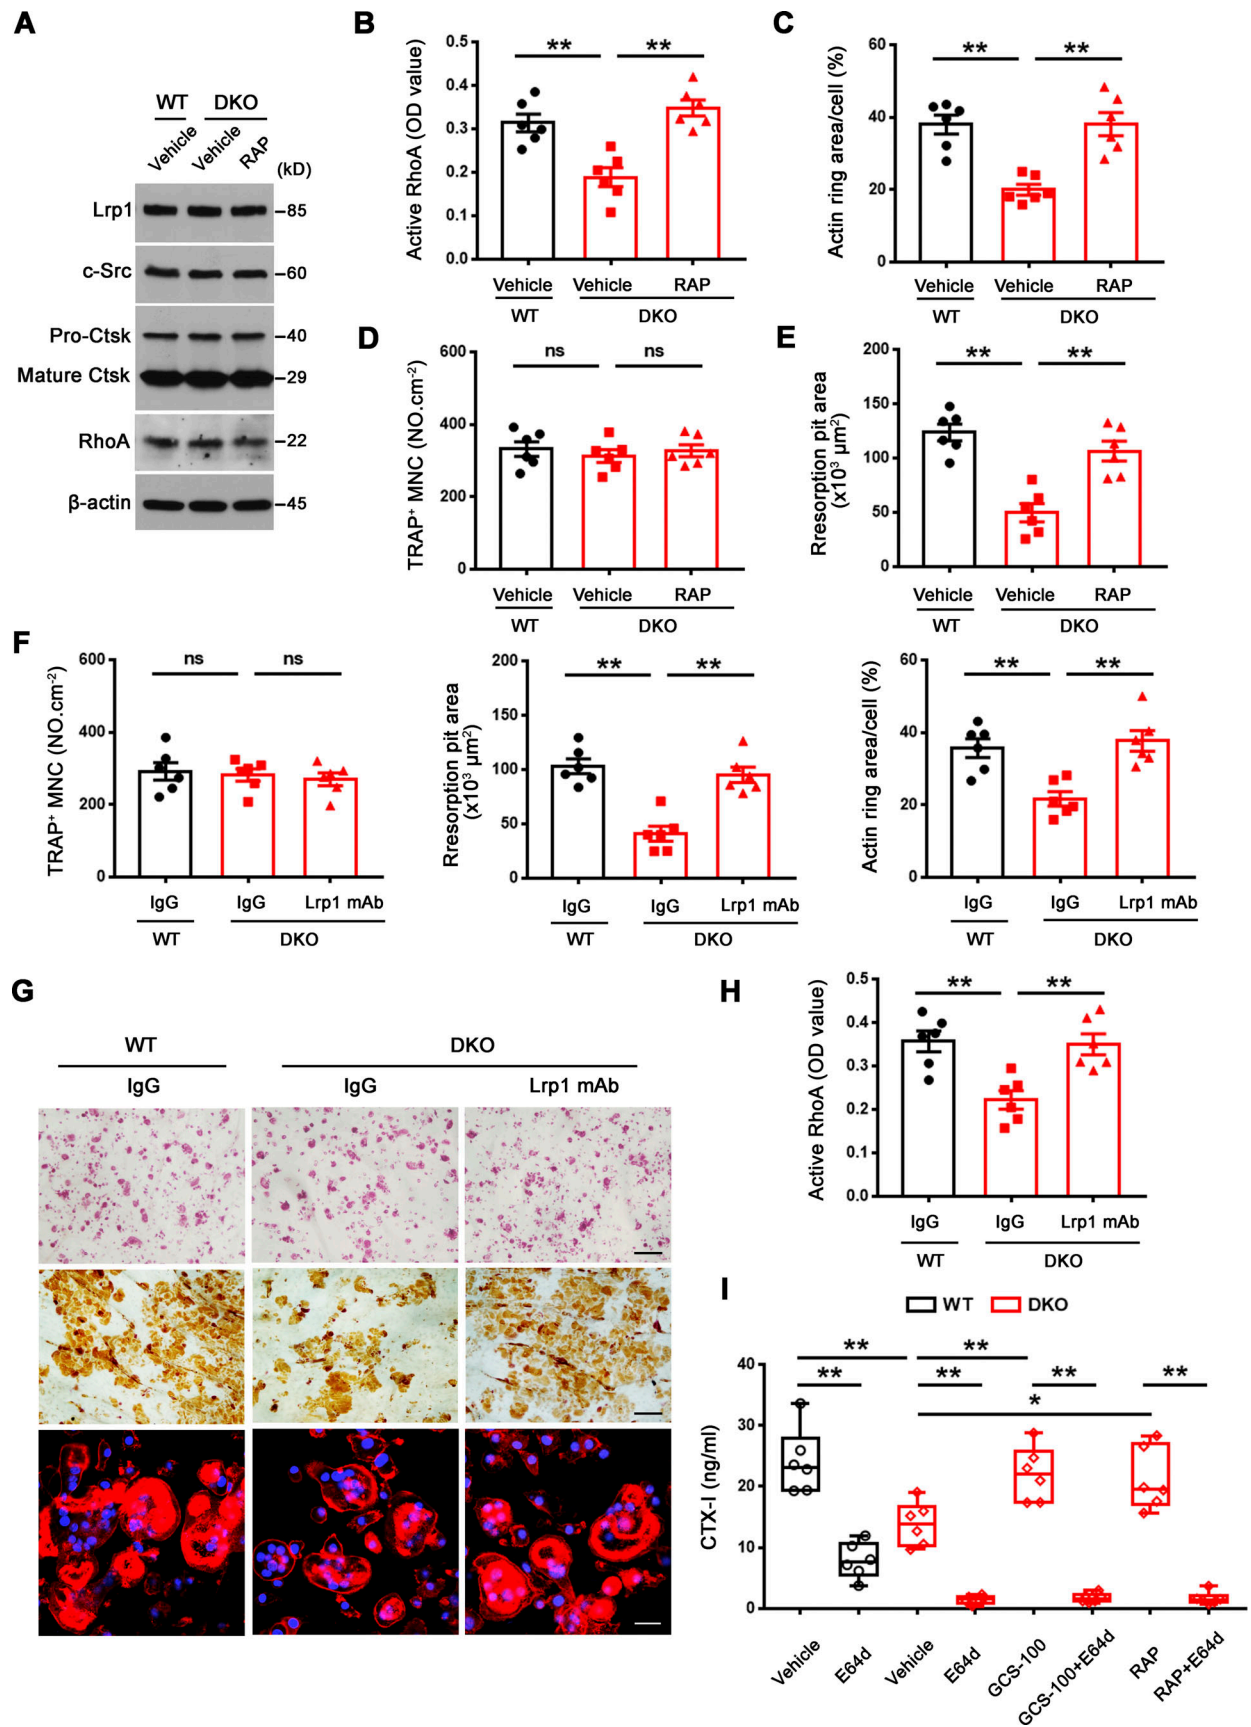 A
WT DKO
Vehicle Vehicle RAP (kD)
Lrp1 –85
c-Src –60
Pro-Ctsk –40
Mature Ctsk –29
RhoA –22
β-actin –45
B
Active RhoA (OD value)
0.5
0.4
0.3
0.2
0.1
0.0
** **
Vehicle Vehicle RAP
WT DKO
C
Actin ring area/cell (%)
60
40
20
0
** **
Vehicle Vehicle RAP
WT DKO
D
TRAP⁺ MNC (NO.cm⁻²)
600
400
200
0
ns ns
Vehicle Vehicle RAP
WT DKO
E
Rresorption pit area
(x10³ µm²)
200
150
100
50
0
** **
Vehicle Vehicle RAP
WT DKO
F
TRAP⁺ MNC (NO.cm⁻²)
600
400
200
0
ns ns
IgG IgG Lrp1 mAb
WT DKO
Rresorption pit area
(x10³ µm²)
200
150
100
50
0
** **
IgG IgG Lrp1 mAb
WT DKO
Actin ring area/cell (%)
60
40
20
0
** **
IgG IgG Lrp1 mAb
WT DKO
G
WT DKO
IgG IgG Lrp1 mAb
H
Active RhoA (OD value)
0.5
0.4
0.3
0.2
0.1
0.0
** **
IgG IgG Lrp1 mAb
WT DKO
I
WT DKO
CTX-I (ng/ml)
40
30
20
10
0
** **
** ** ** **
*
Vehicle E64d Vehicle E64d GCS-100 GCS-100+E64d RAP RAP+E64d